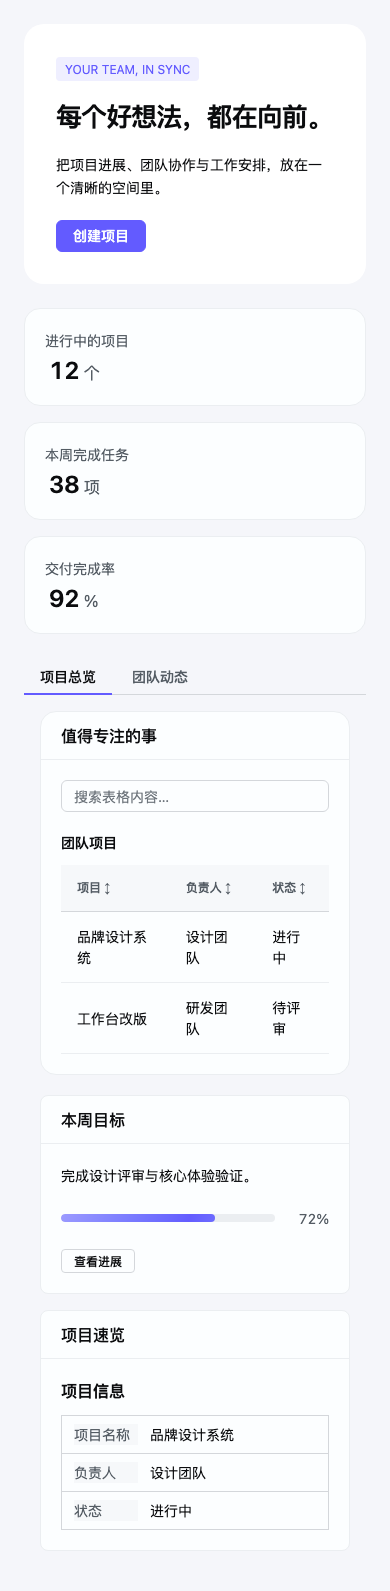 YOUR TEAM, IN SYNC
每个好想法，都在向前。
把项目进展、团队协作与工作安排，放在一
个清晰的空间里。
创建项目
进行中的项目
12 个
本周完成任务
38 项
交付完成率
92 %
项目总览 团队动态
值得专注的事
搜索表格内容...
团队项目
项目 ↕ 负责人 ↕ 状态 ↕
品牌设计系
统
设计团
队
进行
中
工作台改版
研发团
队
待评
审
本周目标
完成设计评审与核心体验验证。
72%
查看进展
项目速览
项目信息
项目名称 品牌设计系统
负责人 设计团队
状态 进行中